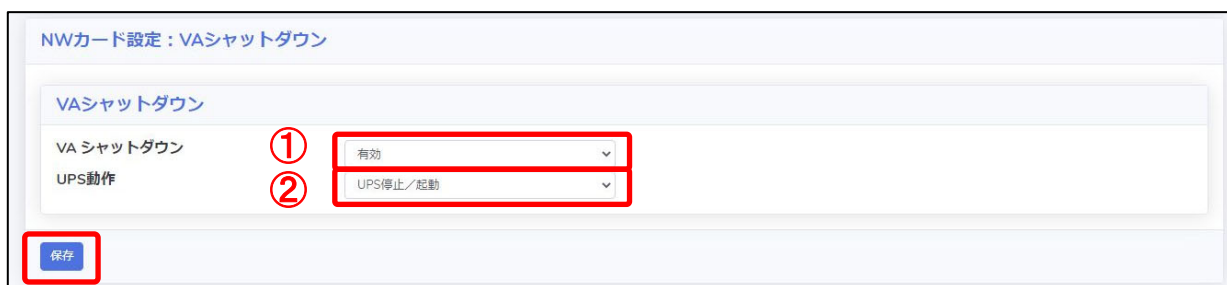 NWカード設定：VAシャットダウン
VAシャットダウン
VA シャットダウン
①
有効
UPS動作
②
UPS停止／起動
保存